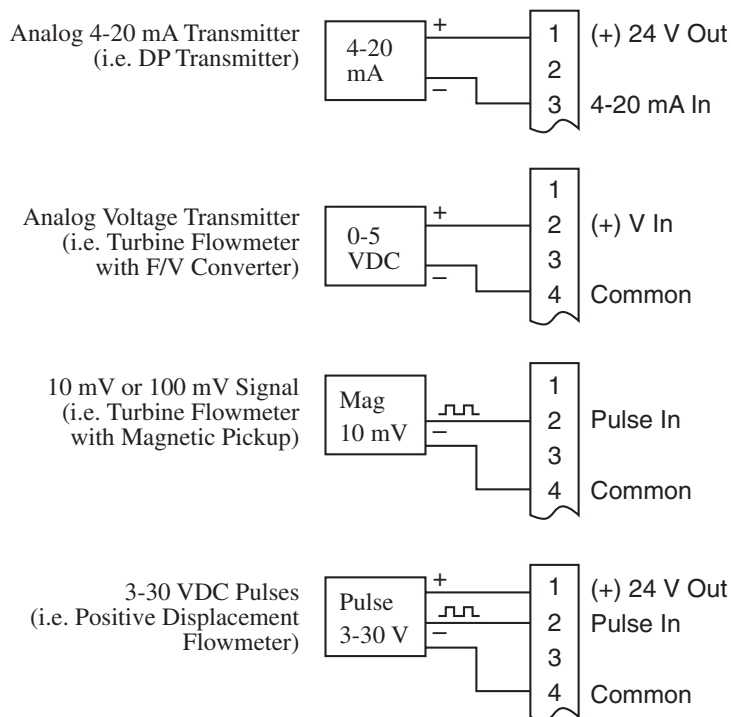 Analog 4-20 mA Transmitter
(i.e. DP Transmitter)
4-20
mA
+
–
1
2
3
(+) 24 V Out
4-20 mA In
Analog Voltage Transmitter
(i.e. Turbine Flowmeter
with F/V Converter)
0-5
VDC
+
–
1
2
3
4
(+) V In
Common
10 mV or 100 mV Signal
(i.e. Turbine Flowmeter
with Magnetic Pickup)
Mag
10 mV
–
1
2
3
4
Pulse In
Common
3-30 VDC Pulses
(i.e. Positive Displacement
Flowmeter)
Pulse
3-30 V
+
–
1
2
3
4
(+) 24 V Out
Pulse In
Common